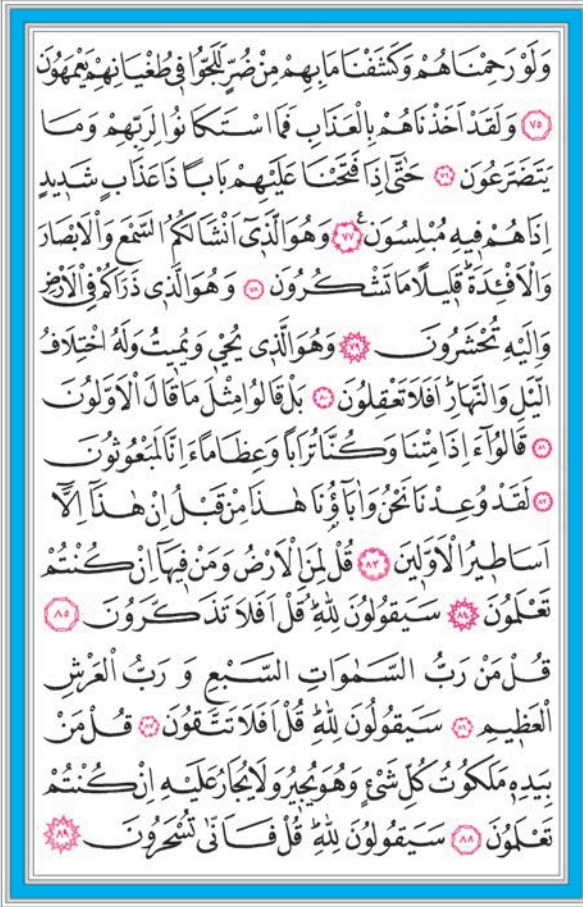 وَلَوْ رَحِمْنَاهُمْ وَكَشَفْنَا مَا بِهِمْ مِنْ ضُرٍّ لَلَجُّوا فِي طُغْيَانِهِمْ يَعْمَهُونَ
﴿٧٥﴾ وَلَقَدْ اَخَذْنَاهُمْ بِالْعَذَابِ فَمَا اسْتَكَانُوا لِرَبِّهِمْ وَمَا
يَتَضَرَّعُونَ ﴿٧٦﴾ حَتّٰٓى اِذَا فَتَحْنَا عَلَيْهِمْ بَابًا ذَا عَذَابٍ شَدِيدٍ
اِذَا هُمْ فِيهِ مُبْلِسُونَ ۟ع ﴿٧٧﴾ وَهُوَ الَّذِٓى اَنْشَاَ لَكُمُ السَّمْعَ وَالْاَبْصَارَ
وَالْاَفْئِدَةَۜ قَلِيلًا مَا تَشْكُرُونَ ﴿٧٨﴾ وَهُوَ الَّذِى ذَرَاَكُمْ فِى الْاَرْضِ
وَاِلَيْهِ تُحْشَرُونَ ﴿٧٩﴾ وَهُوَ الَّذِى يُحْيِ وَيُمِيتُ وَلَهُ اخْتِلَافُ
الَّيْلِ وَالنَّهَارِۜ اَفَلَا تَعْقِلُونَ ﴿٨٠﴾ بَلْ قَالُوا مِثْلَ مَا قَالَ الْاَوَّلُونَ
﴿٨١﴾ قَالُٓوا ءَاِذَا مِتْنَا وَكُنَّا تُرَابًا وَعِظَامًا ءَاِنَّا لَمَبْعُوثُونَ
﴿٨٢﴾ لَقَدْ وُعِدْنَا نَحْنُ وَاٰبَٓاؤُ۬نَا هٰذَا مِنْ قَبْلُ اِنْ هٰذَٓا اِلَّٓا
اَسَاطِيرُ الْاَوَّلِينَ ﴿٨٣﴾ قُلْ لِمَنِ الْاَرْضُ وَمَنْ فِيهَٓا اِنْ كُنْتُمْ
تَعْلَمُونَ ﴿٨٤﴾ سَيَقُولُونَ لِلّٰهِۜ قُلْ اَفَلَا تَذَكَّرُونَ ﴿٨٥﴾
قُلْ مَنْ رَبُّ السَّمٰوَاتِ السَّبْعِ وَ رَبُّ الْعَرْشِ
الْعَظِيمِ ﴿٨٦﴾ سَيَقُولُونَ لِلّٰهِۜ قُلْ اَفَلَا تَتَّقُونَ ﴿٨٧﴾ قُلْ مَنْ
بِيَدِهِ مَلَكُوتُ كُلِّ شَيْءٍ وَهُوَ يُجِيرُ وَلَا يُجَارُ عَلَيْهِ اِنْ كُنْتُمْ
تَعْلَمُونَ ﴿٨٨﴾ سَيَقُولُونَ لِلّٰهِۜ قُلْ فَاَنّٰى تُسْحَرُونَ ﴿٨٩﴾